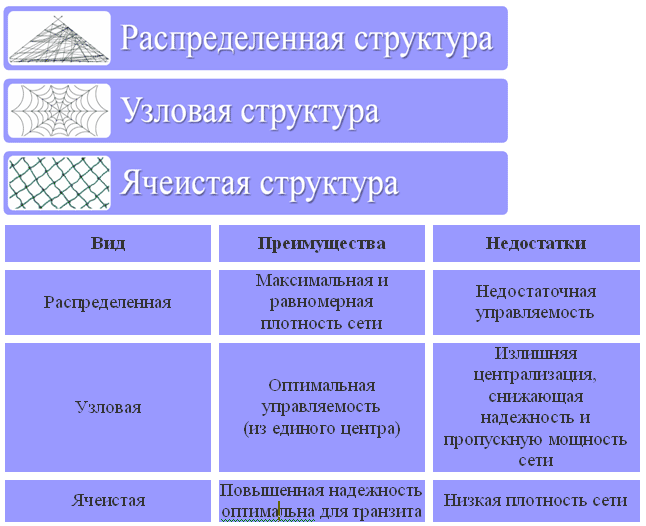 Распределенная структура
Узловая структура
Ячеистая структура
Вид Преимущества Недостатки
Распределенная
Максимальная и
равномерная
плотность сети
Недостаточная
управляемость
Узловая
Оптимальная
управляемость
(из единого центра)
Излишняя
централизация,
снижающая
надежность и
пропускную мощность
сети
Ячеистая
Повышенная надежность
оптимальна для транзита
Низкая плотность сети